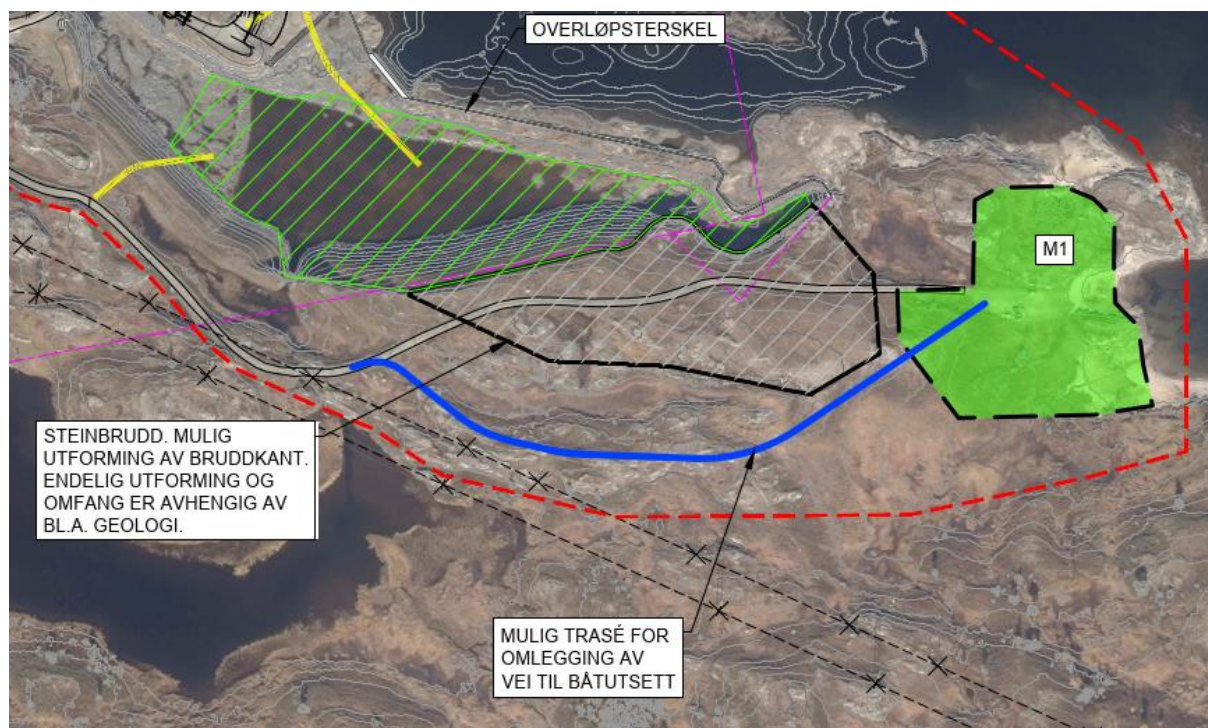 OVERLØPSTERSKEL
M1
STEINBRUDD. MULIG
UTFORMING AV BRUDDKANT.
ENDELIG UTFORMING OG
OMFANG ER AVHENGIG AV
BL.A. GEOLOGI.
MULIG TRASÉ FOR
OMLEGGING AV
VEI TIL BÅTUTSETT